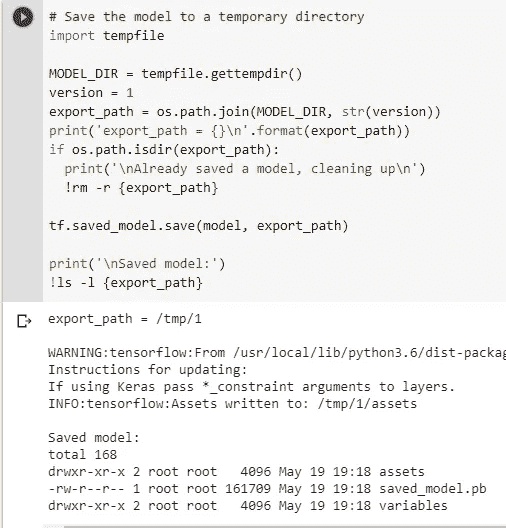 # Save the model to a temporary directory
import tempfile

MODEL_DIR = tempfile.gettempdir()
version = 1
export_path = os.path.join(MODEL_DIR, str(version))
print('export_path = {}\n'.format(export_path))
if os.path.isdir(export_path):
  print('\nAlready saved a model, cleaning up\n')
  !rm -r {export_path}

tf.saved_model.save(model, export_path)

print('\nSaved model:')
!ls -l {export_path}

export_path = /tmp/1

WARNING:tensorflow:From /usr/local/lib/python3.6/dist-packag
Instructions for updating:
If using Keras pass *_constraint arguments to layers.
INFO:tensorflow:Assets written to: /tmp/1/assets

Saved model:
total 168
drwxr-xr-x 2 root root   4096 May 19 19:18 assets
-rw-r--r-- 1 root root 161709 May 19 19:18 saved_model.pb
drwxr-xr-x 2 root root   4096 May 19 19:18 variables